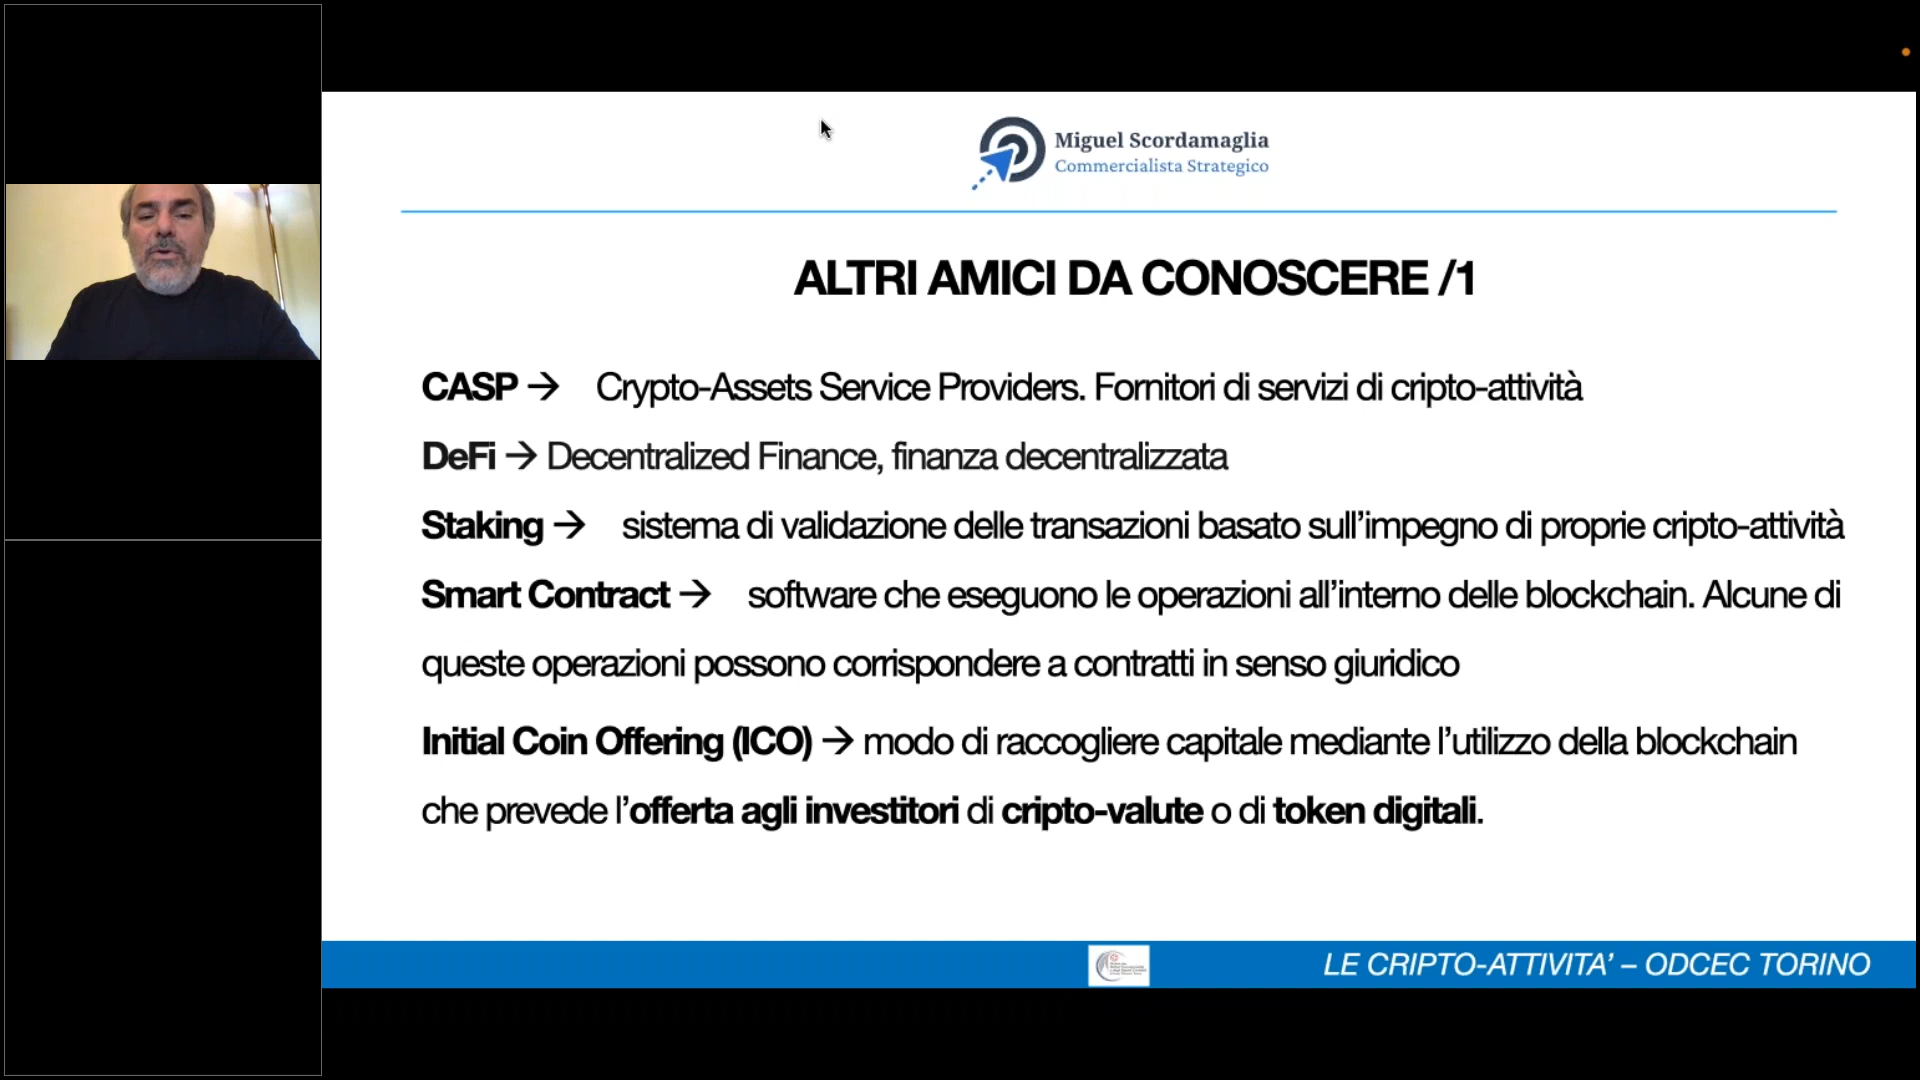 Miguel Scordamaglia
Commercialista Strategico
ALTRI AMICI DA CONOSCERE /1
CASP → Crypto-Assets Service Providers. Fornitori di servizi di cripto-attività
DeFi → Decentralized Finance, finanza decentralizzata
Staking → sistema di validazione delle transazioni basato sull’impegno di proprie cripto-attività
Smart Contract → software che eseguono le operazioni all’interno delle blockchain. Alcune di
queste operazioni possono corrispondere a contratti in senso giuridico
Initial Coin Offering (ICO) → modo di raccogliere capitale mediante l’utilizzo della blockchain
che prevede l’offerta agli investitori di cripto-valute o di token digitali.
LE CRIPTO-ATTIVITA’ – ODCEC TORINO